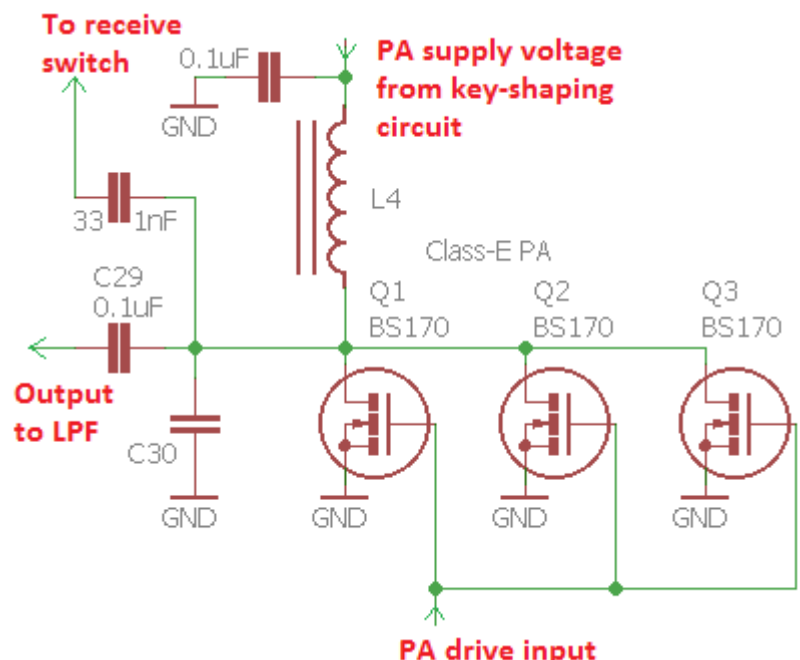 To receive
switch
0.1uF
PA supply voltage
from key-shaping
circuit
GND
33 1nF
L4
Class-E PA
C29
0.1uF
Q1
BS170
Q2
BS170
Q3
BS170
Output
to LPF
C30
GND
GND
GND
GND
PA drive input